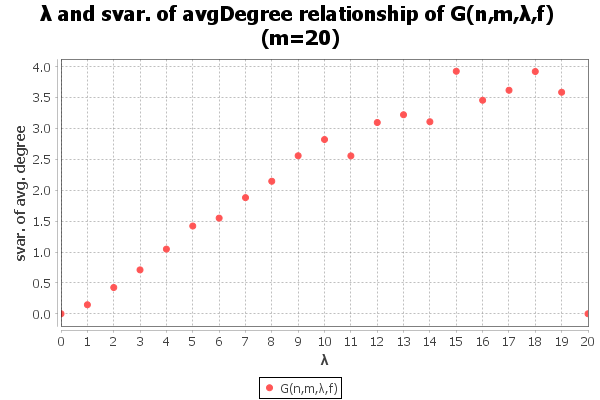 λ and svar. of avgDegree relationship of G(n,m,λ,f)
(m=20)
svar. of avg. degree
4.0
3.5
3.0
2.5
2.0
1.5
1.0
0.5
0.0
0 1 2 3 4 5 6 7 8 9 10 11 12 13 14 15 16 17 18 19 20
λ
G(n,m,λ,f)